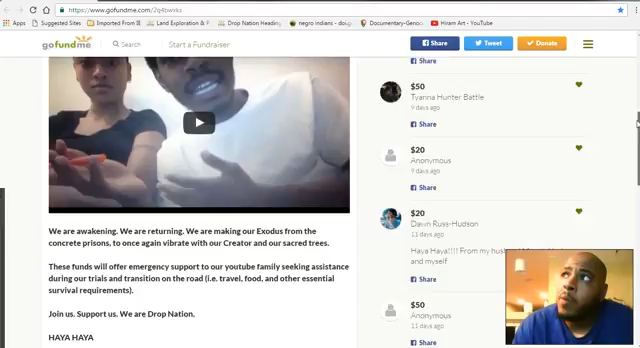 https://www.gofundme.com/2q4bwvks
Apps
Suggested Sites
Imported From IE
Land Exploration & F
Drop Nation Heading
negro indians - doug
Documentary-Genoc
Hiram Art - YouTube
gofundme
Search
Start a Fundraiser
Share
Tweet
Donate
Share
$50
Tyanna Hunter Battle
9 days ago
Share
$20
Anonymous
9 days ago
Share
$20
Dawn Russ-Hudson
11 days ago
Haya Haya!!!! From my husband
and myself
Share
$50
Anonymous
11 days ago
Share
We are awakening. We are returning. We are making our Exodus from the
concrete prisons, to once again vibrate with our Creator and our sacred trees.
These funds will offer emergency support to our youtube family seeking assistance
during our trials and transition on the road (i.e. travel, food, and other essential
survival requirements).
Join us. Support us. We are Drop Nation.
HAYA HAYA